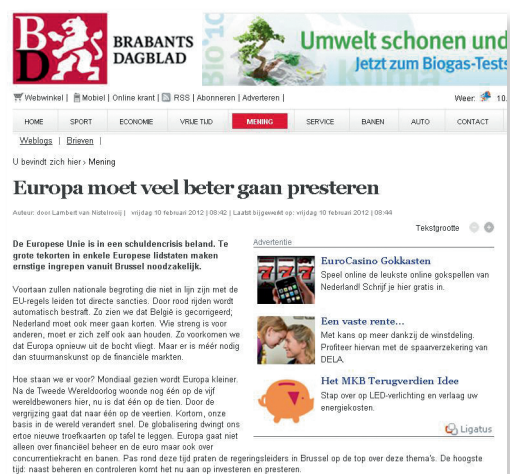 BD
BRABANTS
DAGBLAD
Bio'10
Umwelt schonen und
Jetzt zum Biogas-Tests
Klima
Webwinkel | Mobiel | Online krant | RSS | Abonneren | Adverteren |
Weer: 10.
HOME SPORT ECONOMIE VRIJE TIJD MENING SERVICE BANEN AUTO CONTACT
Weblogs | Brieven |
U bevindt zich hier > Mening
Europa moet veel beter gaan presteren
Auteur: door Lambert van Nistelrooij | vrijdag 10 februari 2012 | 08:42 | Laatst bijgewerkt op: vrijdag 10 februari 2012 | 08:44
Tekstgrootte
De Europese Unie is in een schuldencrisis beland. Te
grote tekorten in enkele Europese lidstaten maken
ernstige ingrepen vanuit Brussel noodzakelijk.
Voortaan zullen nationale begroting die niet in lijn zijn met de
EU-regels leiden tot directe sancties. Door rood rijden wordt
automatisch bestraft. Zo zien we dat België is gecorrigeerd;
Nederland moet ook meer gaan korten. Wie streng is voor
anderen, moet er zich zelf ook aan houden. Zo voorkomen we
dat Europa opnieuw uit de bocht vliegt. Maar er is méér nodig
dan stuurmanskunst op de financiële markten.
Hoe staan we er voor? Mondiaal gezien wordt Europa kleiner.
Na de Tweede Wereldoorlog woonde nog één op de vijf
wereldbewoners hier, nu is dat één op de tien. Door de
vergrijzing gaat dat naar één op de veertien. Kortom, onze
basis in de wereld verandert snel. De globalisering dwingt ons
ertoe nieuwe troefkaarten op tafel te leggen. Europa gaat niet
alleen over financieel beheer en de euro maar ook over
concurrentiekracht en banen. Pas rond deze tijd praten de regeringsleiders in Brussel op de top over deze thema's. De hoogste
tijd: naast beheren en controleren komt het nu aan op investeren en presteren.
Advertentie
EuroCasino Gokkasten
Speel online de leukste online gokspellen van
Nederland! Schrijf je hier gratis in.
Een vaste rente...
Met kans op meer dankzij de winstdeling.
Profiteer hiervan met de spaarverzekering van
DELA.
Het MKB Terugverdien Idee
Stap over op LED-verlichting en verlaag uw
energiekosten.
Ligatus